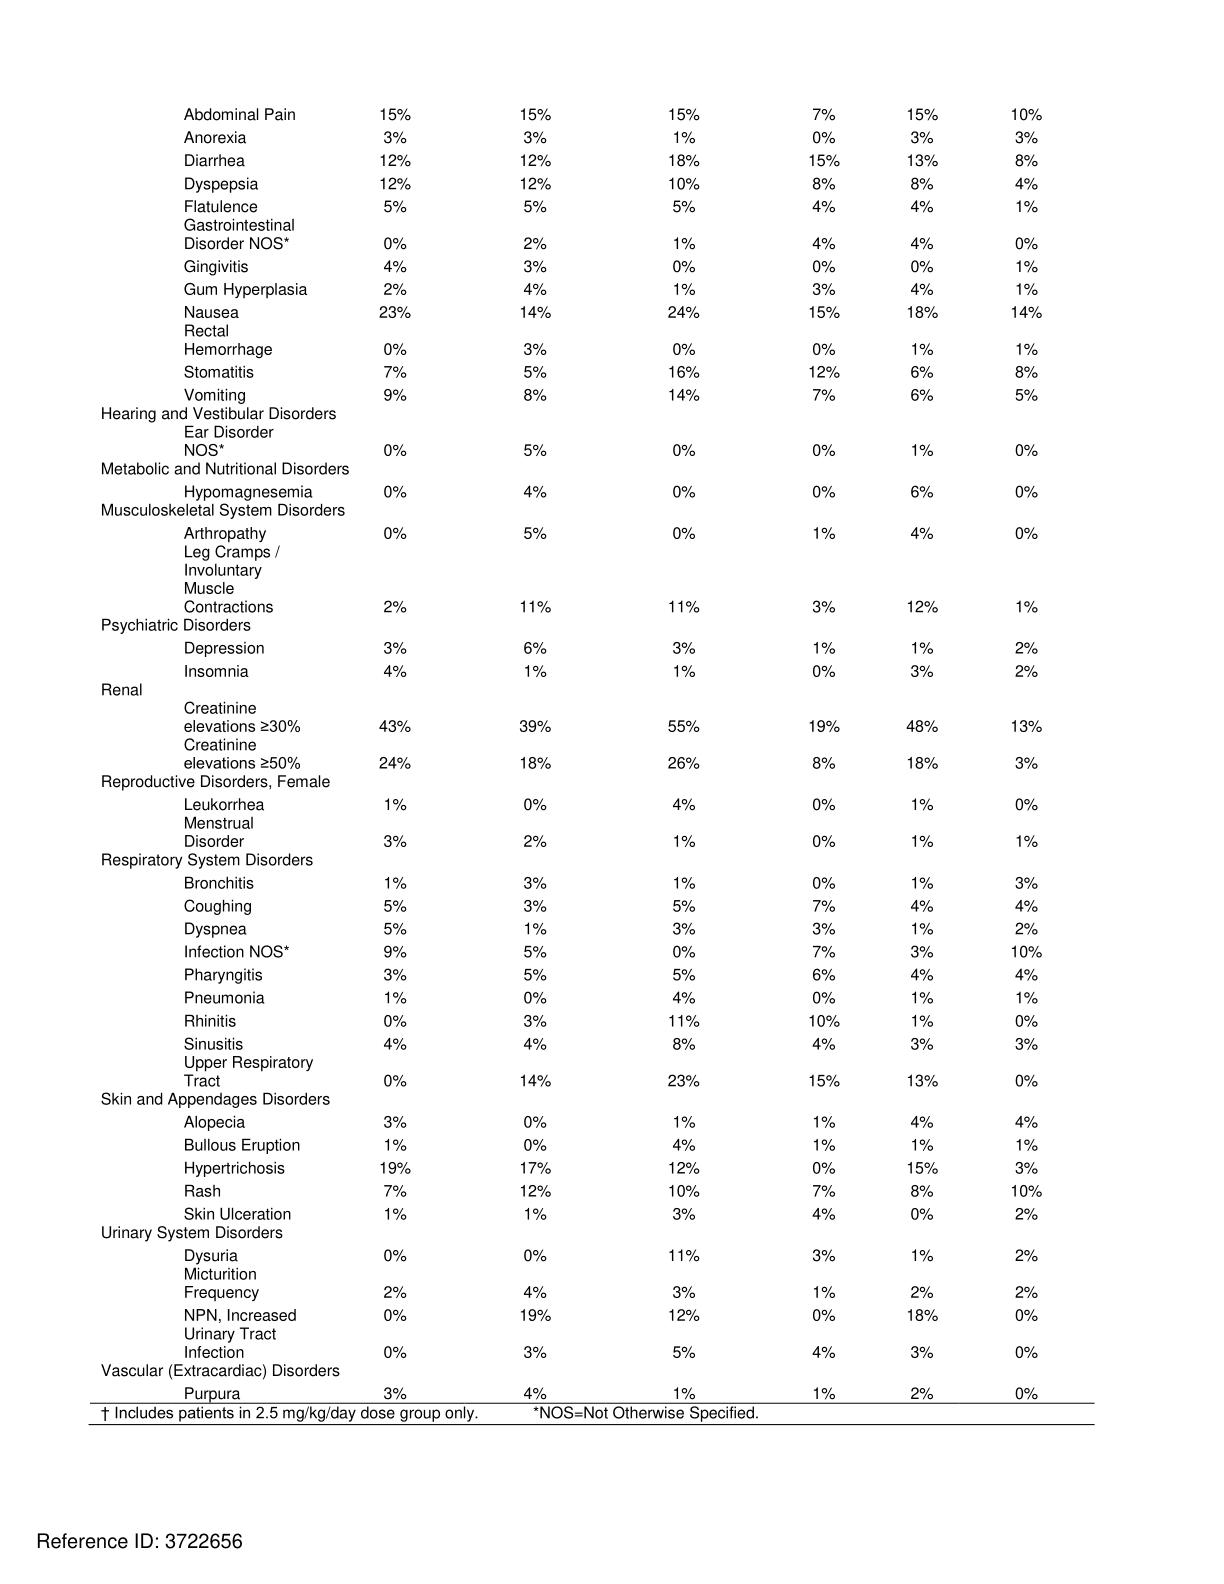 Abdominal Pain 15% 15% 15% 7% 15% 10%
Anorexia 3% 3% 1% 0% 3% 3%
Diarrhea 12% 12% 18% 15% 13% 8%
Dyspepsia 12% 12% 10% 8% 8% 4%
Flatulence 5% 5% 5% 4% 4% 1%
Gastrointestinal
Disorder NOS* 0% 2% 1% 4% 4% 0%
Gingivitis 4% 3% 0% 0% 0% 1%
Gum Hyperplasia 2% 4% 1% 3% 4% 1%
Nausea 23% 14% 24% 15% 18% 14%
Rectal
Hemorrhage 0% 3% 0% 0% 1% 1%
Stomatitis 7% 5% 16% 12% 6% 8%
Vomiting 9% 8% 14% 7% 6% 5%
Hearing and Vestibular Disorders
Ear Disorder
NOS* 0% 5% 0% 0% 1% 0%
Metabolic and Nutritional Disorders
Hypomagnesemia 0% 4% 0% 0% 6% 0%
Musculoskeletal System Disorders
Arthropathy 0% 5% 0% 1% 4% 0%
Leg Cramps /
Involuntary
Muscle
Contractions 2% 11% 11% 3% 12% 1%
Psychiatric Disorders
Depression 3% 6% 3% 1% 1% 2%
Insomnia 4% 1% 1% 0% 3% 2%
Renal
Creatinine
elevations ≥30% 43% 39% 55% 19% 48% 13%
Creatinine
elevations ≥50% 24% 18% 26% 8% 18% 3%
Reproductive Disorders, Female
Leukorrhea 1% 0% 4% 0% 1% 0%
Menstrual
Disorder 3% 2% 1% 0% 1% 1%
Respiratory System Disorders
Bronchitis 1% 3% 1% 0% 1% 3%
Coughing 5% 3% 5% 7% 4% 4%
Dyspnea 5% 1% 3% 3% 1% 2%
Infection NOS* 9% 5% 0% 7% 3% 10%
Pharyngitis 3% 5% 5% 6% 4% 4%
Pneumonia 1% 0% 4% 0% 1% 1%
Rhinitis 0% 3% 11% 10% 1% 0%
Sinusitis 4% 4% 8% 4% 3% 3%
Upper Respiratory
Tract 0% 14% 23% 15% 13% 0%
Skin and Appendages Disorders
Alopecia 3% 0% 1% 1% 4% 4%
Bullous Eruption 1% 0% 4% 1% 1% 1%
Hypertrichosis 19% 17% 12% 0% 15% 3%
Rash 7% 12% 10% 7% 8% 10%
Skin Ulceration 1% 1% 3% 4% 0% 2%
Urinary System Disorders
Dysuria 0% 0% 11% 3% 1% 2%
Micturition
Frequency 2% 4% 3% 1% 2% 2%
NPN, Increased 0% 19% 12% 0% 18% 0%
Urinary Tract
Infection 0% 3% 5% 4% 3% 0%
Vascular (Extracardiac) Disorders
Purpura 3% 4% 1% 1% 2% 0%
† Includes patients in 2.5 mg/kg/day dose group only. *NOS=Not Otherwise Specified.
Reference ID: 3722656